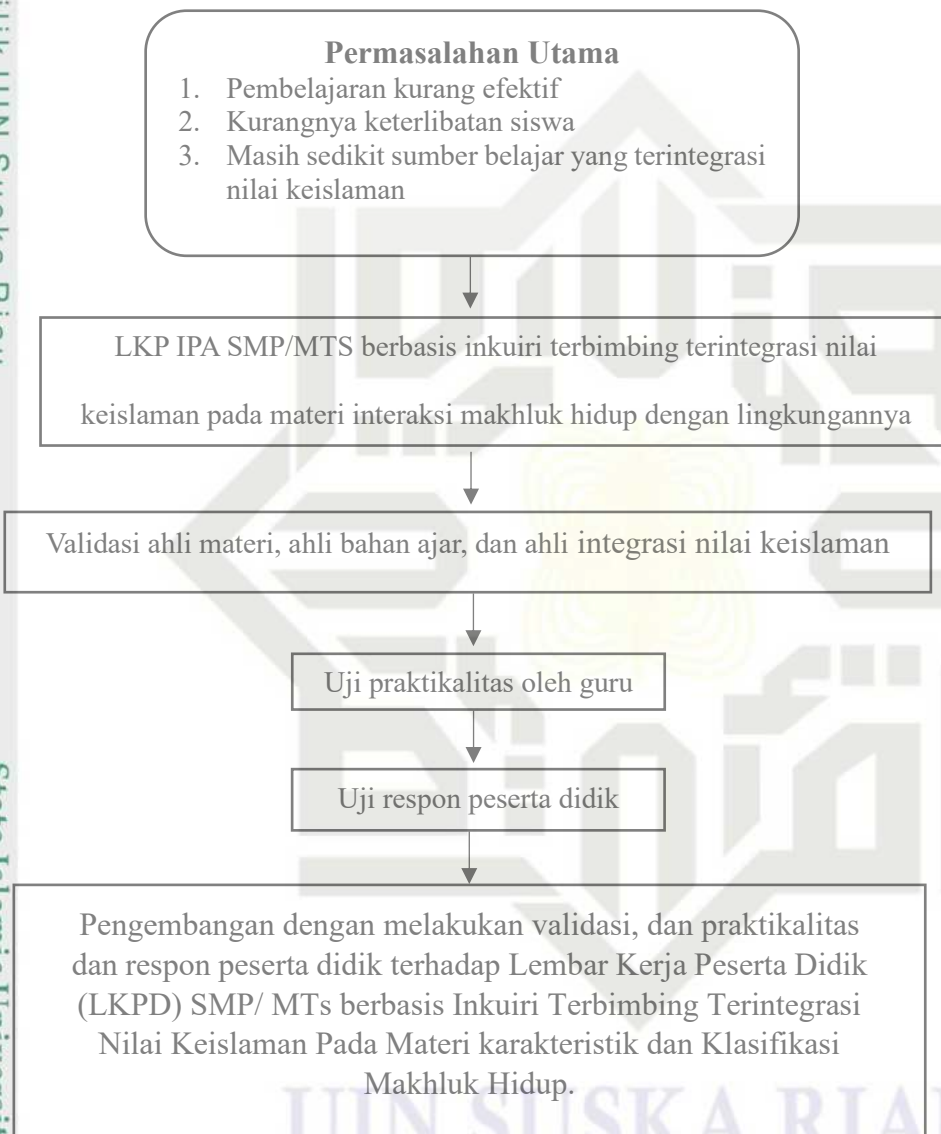 Permasalahan Utama
1. Pembelajaran kurang efektif
2. Kurangnya keterlibatan siswa
3. Masih sedikit sumber belajar yang terintegrasi
nilai keislaman
LKP IPA SMP/MTS berbasis inkuiri terbimbing terintegrasi nilai
keislaman pada materi interaksi makhluk hidup dengan lingkungannya
Validasi ahli materi, ahli bahan ajar, dan ahli integrasi nilai keislaman
Uji praktikalitas oleh guru
Uji respon peserta didik
Pengembangan dengan melakukan validasi, dan praktikalitas
dan respon peserta didik terhadap Lembar Kerja Peserta Didik
(LKPD) SMP/ MTs berbasis Inkuiri Terbimbing Terintegrasi
Nilai Keislaman Pada Materi karakteristik dan Klasifikasi
Makhluk Hidup.
UIN SUSKA